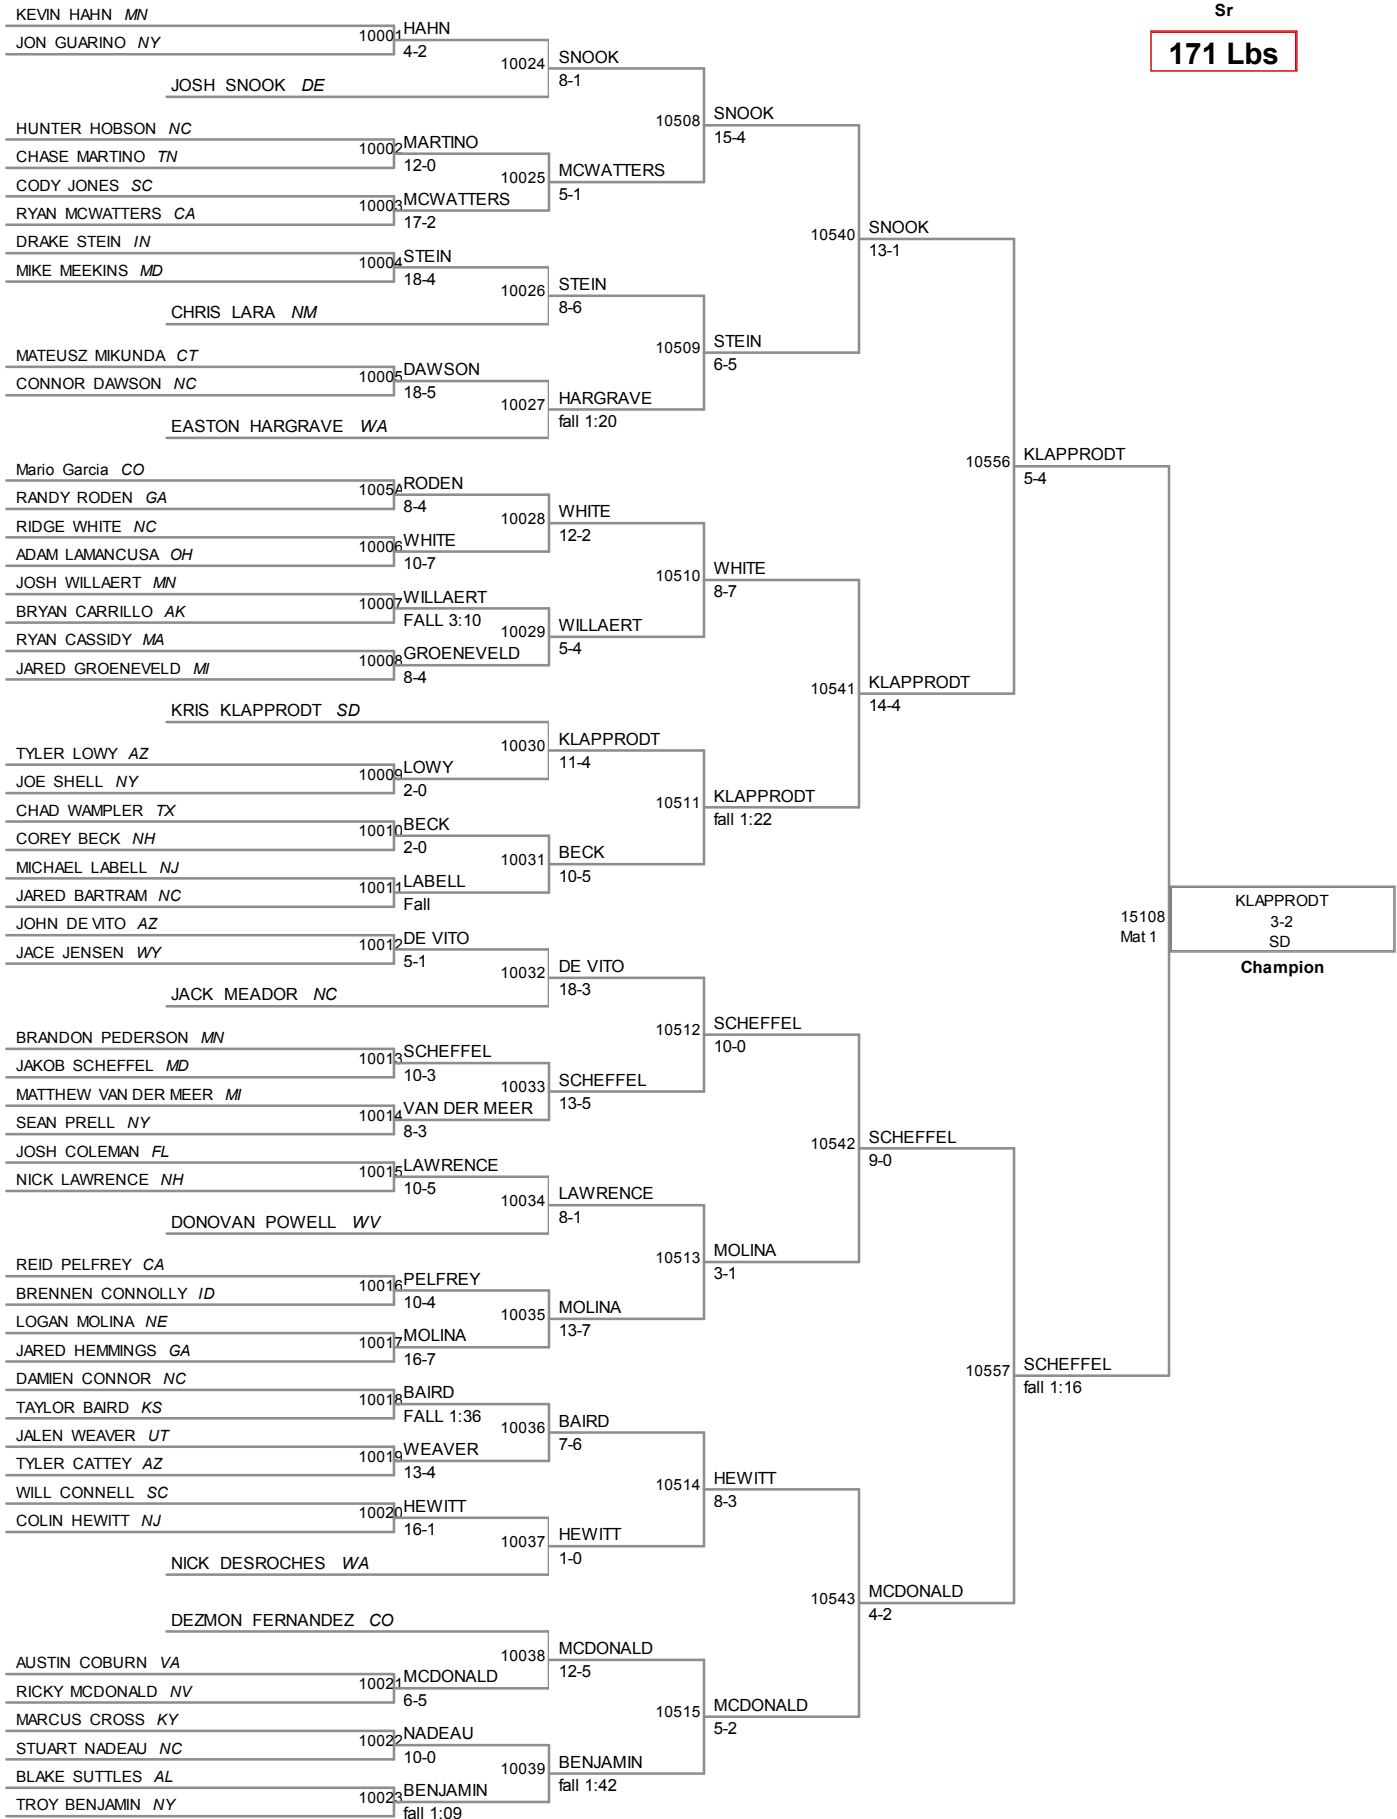 Sr
171 Lbs
KEVIN HAHN MN
JON GUARINO NY
10001 HAHN
4-2
JOSH SNOOK DE
10024 SNOOK
8-1
HUNTER HOBSON NC
CHASE MARTINO TN
10002 MARTINO
12-0
CODY JONES SC
RYAN MCWATTERS CA
10003 MCWATTERS
17-2
10025 MCWATTERS
5-1
10508 SNOOK
15-4
DRAKE STEIN IN
MIKE MEEKINS MD
10004 STEIN
18-4
CHRIS LARA NM
10026 STEIN
8-6
MATEUSZ MIKUNDA CT
CONNOR DAWSON NC
10005 DAWSON
18-5
EASTON HARGRAVE WA
10027 HARGRAVE
fall 1:20
10509 STEIN
6-5
10540 SNOOK
13-1
Mario Garcia CO
RANDY RODEN GA
1005A RODEN
8-4
RIDGE WHITE NC
ADAM LAMANCUSA OH
10006 WHITE
10-7
10028 WHITE
12-2
JOSH WILLAERT MN
BRYAN CARRILLO AK
10007 WILLAERT
FALL 3:10
RYAN CASSIDY MA
JARED GROENEVELD MI
10008 GROENEVELD
8-4
10029 WILLAERT
5-4
10510 WHITE
8-7
KRIS KLAPPRODT SD
TYLER LOWY AZ
JOE SHELL NY
10009 LOWY
2-0
10030 KLAPPRODT
11-4
CHAD WAMPLER TX
COREY BECK NH
10010 BECK
2-0
MICHAEL LABELL NJ
JARED BARTRAM NC
10011 LABELL
Fall
10031 BECK
10-5
10511 KLAPPRODT
fall 1:22
10541 KLAPPRODT
14-4
10556 KLAPPRODT
5-4
JOHN DE VITO AZ
JACE JENSEN WY
10012 DE VITO
5-1
JACK MEADOR NC
10032 DE VITO
18-3
BRANDON PEDERSON MN
JAKOB SCHEFFEL MD
10013 SCHEFFEL
10-3
MATTHEW VAN DER MEER MI
SEAN PRELL NY
10014 VAN DER MEER
8-3
10033 SCHEFFEL
13-5
10512 SCHEFFEL
10-0
JOSH COLEMAN FL
NICK LAWRENCE NH
10015 LAWRENCE
10-5
DONOVAN POWELL WV
10034 LAWRENCE
8-1
REID PELFREY CA
BRENNEN CONNOLLY ID
10016 PELFREY
10-4
LOGAN MOLINA NE
JARED HEMMINGS GA
10017 MOLINA
16-7
10035 MOLINA
13-7
10513 MOLINA
3-1
10542 SCHEFFEL
9-0
DAMIEN CONNOR NC
TAYLOR BAIRD KS
10018 BAIRD
FALL 1:36
JALEN WEAVER UT
TYLER CATTEY AZ
10019 WEAVER
13-4
10036 BAIRD
7-6
WILL CONNELL SC
COLIN HEWITT NJ
10020 HEWITT
16-1
NICK DESROCHES WA
10037 HEWITT
1-0
10514 HEWITT
8-3
DEZMON FERNANDEZ CO
AUSTIN COBURN VA
RICKY MCDONALD NV
10021 MCDONALD
6-5
10038 MCDONALD
12-5
MARCUS CROSS KY
STUART NADEAU NC
10022 NADEAU
10-0
BLAKE SUTTLES AL
TROY BENJAMIN NY
10023 BENJAMIN
fall 1:09
10039 BENJAMIN
fall 1:42
10515 MCDONALD
5-2
10543 MCDONALD
4-2
10557 SCHEFFEL
fall 1:16
15108
Mat 1
KLAPPRODT
3-2
SD
Champion